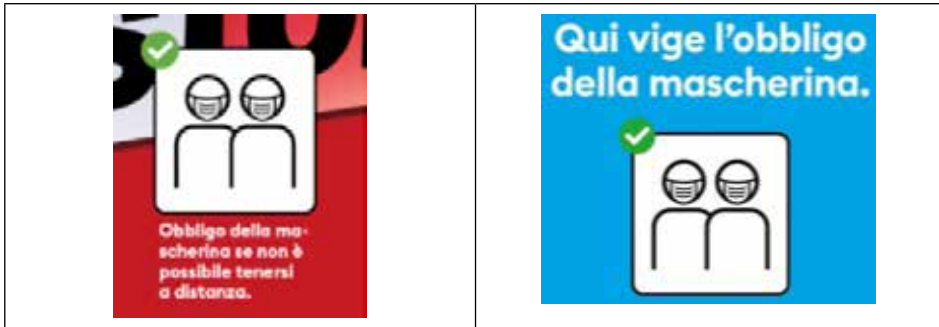 Obbligo della ma-
scherina se non è
possibile tenersi
a distanza.
Qui vige l'obbligo
della mascherina.